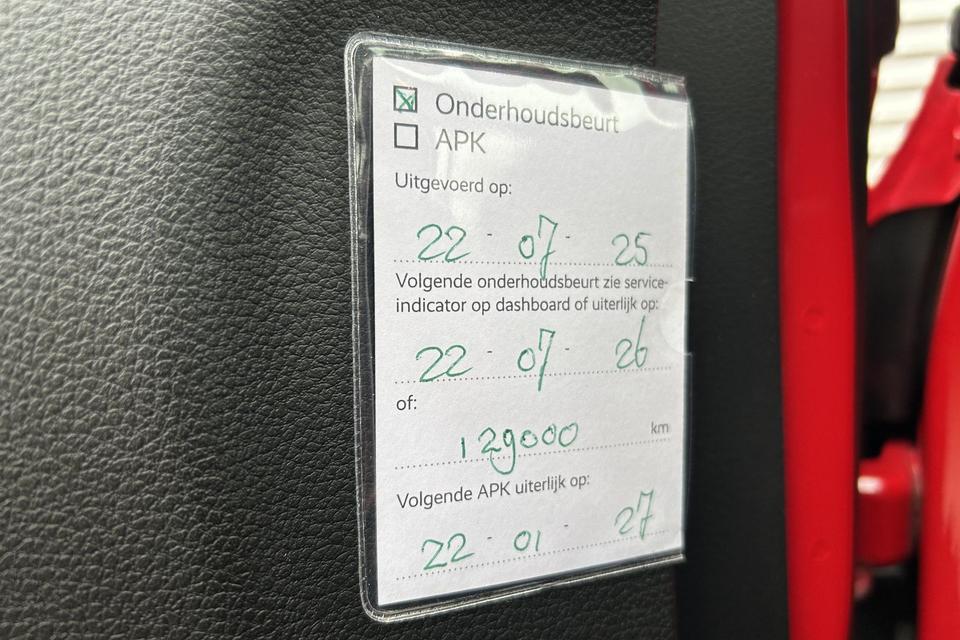 Onderhoudsbeurt
APK
Uitgevoerd op:
22 - 07 - 25
Volgende onderhoudsbeurt zie service-
indicator op dashboard of uiterlijk op:
22 - 07 - 26
of:
129000 km
Volgende APK uiterlijk op:
22 - 01 - 27